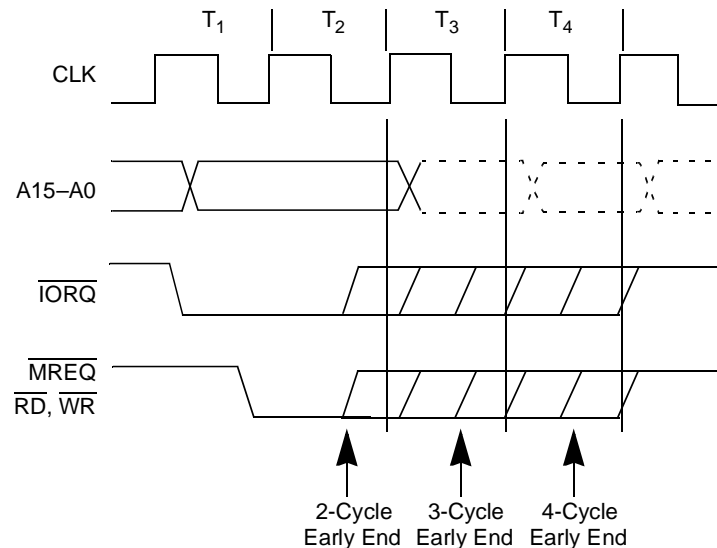 T1 T2 T3 T4
CLK
A15–A0
IORQ
MREQ
RD, WR
2-Cycle 3-Cycle 4-Cycle
Early End Early End Early End